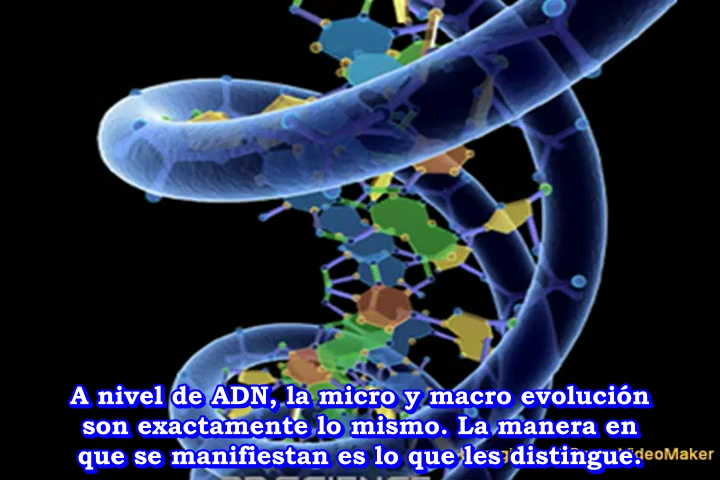 A nivel de ADN, la micro y macro evolución
son exactamente lo mismo. La manera en
que se manifiestan es lo que les distingue.
VideoMaker